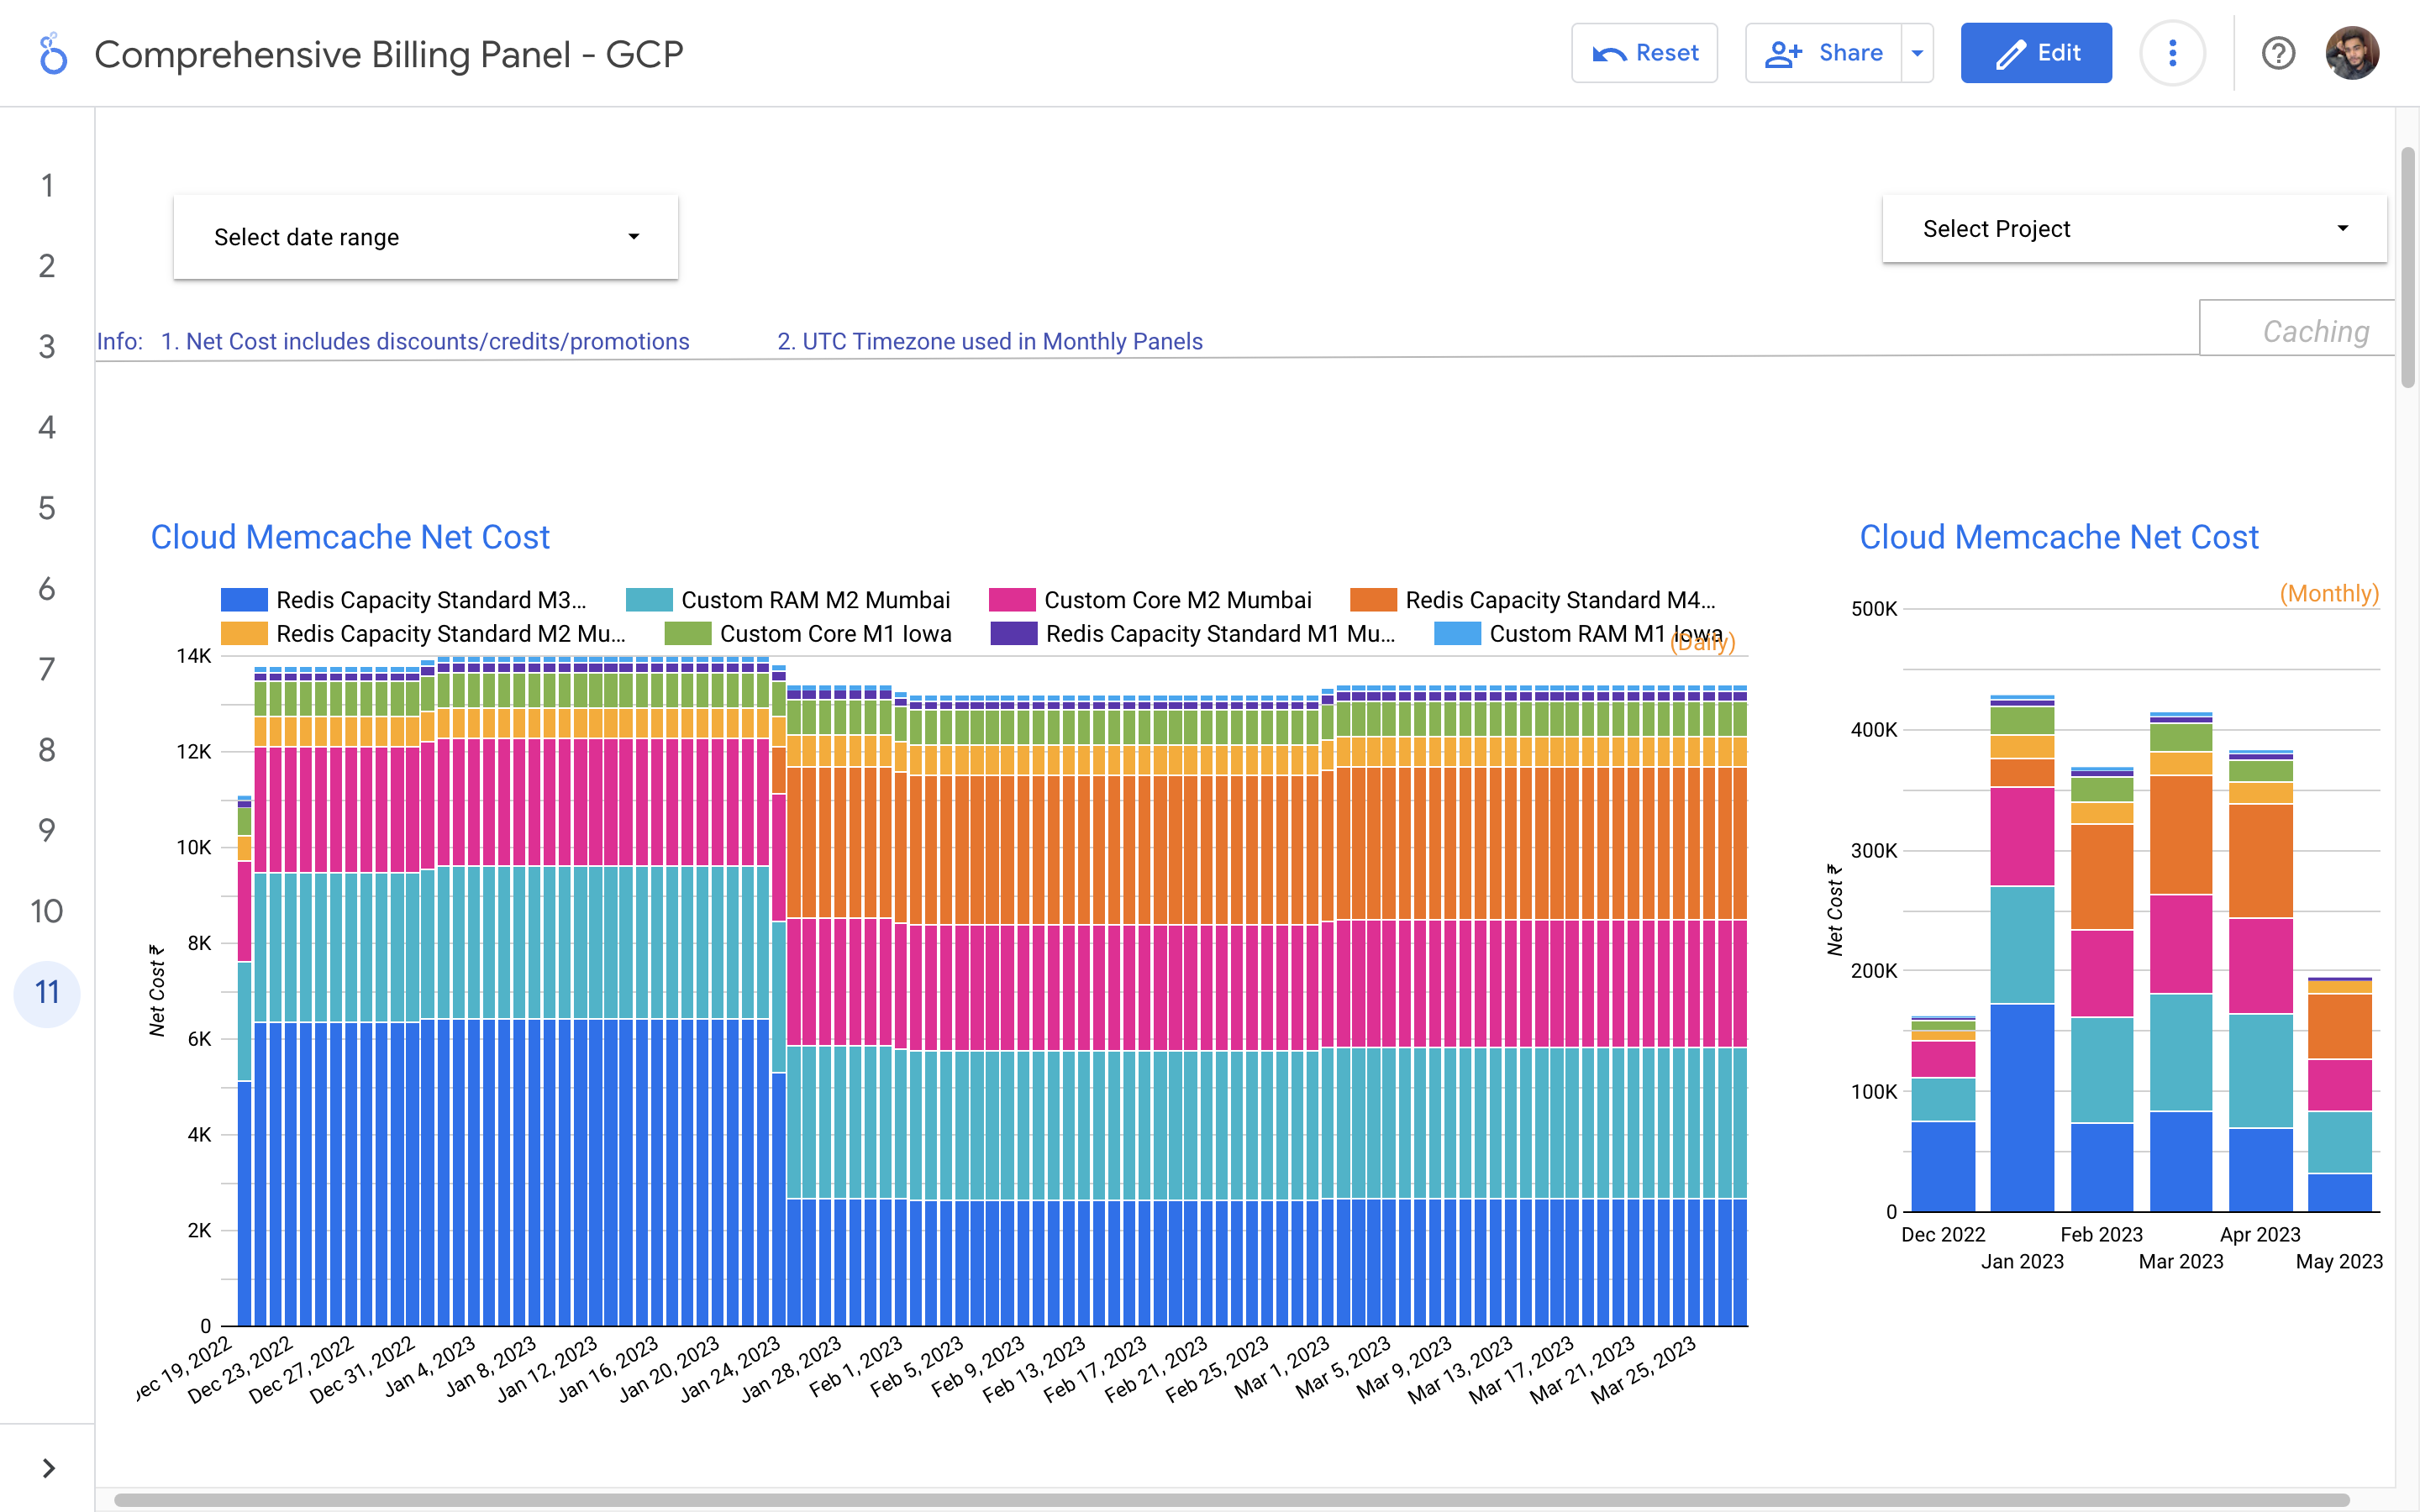 Comprehensive Billing Panel - GCP
Reset
Share
Edit
1
2
3
4
5
6
7
8
9
10
11
Select date range
Select Project
Info: 1. Net Cost includes discounts/credits/promotions 2. UTC Timezone used in Monthly Panels
Caching
Cloud Memcache Net Cost
Redis Capacity Standard M3... Custom RAM M2 Mumbai Custom Core M2 Mumbai Redis Capacity Standard M4...
Redis Capacity Standard M2 Mu... Custom Core M1 Iowa Redis Capacity Standard M1 Mu... Custom RAM M1 Iowa
(Daily)
14K
12K
10K
8K
6K
4K
2K
0
Net Cost ₹
ec 19, 2022
Dec 23, 2022
Dec 27, 2022
Dec 31, 2022
Jan 4, 2023
Jan 8, 2023
Jan 12, 2023
Jan 16, 2023
Jan 20, 2023
Jan 24, 2023
Jan 28, 2023
Feb 1, 2023
Feb 5, 2023
Feb 9, 2023
Feb 13, 2023
Feb 17, 2023
Feb 21, 2023
Feb 25, 2023
Mar 1, 2023
Mar 5, 2023
Mar 9, 2023
Mar 13, 2023
Mar 17, 2023
Mar 21, 2023
Mar 25, 2023
Cloud Memcache Net Cost
(Monthly)
500K
400K
300K
200K
100K
0
Net Cost ₹
Dec 2022
Jan 2023
Feb 2023
Mar 2023
Apr 2023
May 2023